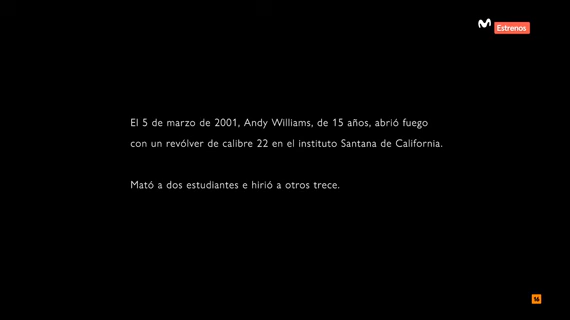 Estrenos
El 5 de marzo de 2001, Andy Williams, de 15 años, abrió fuego
con un revólver de calibre 22 en el instituto Santana de California.
Mató a dos estudiantes e hirió a otros trece.
16